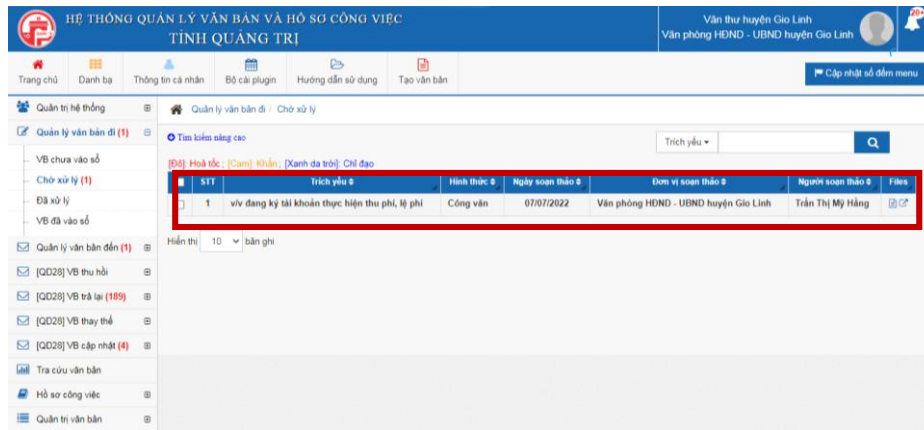 HỆ THỐNG QUẢN LÝ VĂN BẢN VÀ HỒ SƠ CÔNG VIỆC
TỈNH QUẢNG TRỊ
Văn thư huyện Gio Linh
Văn phòng HĐND - UBND huyện Gio Linh
20+
Trang chủ
Danh bạ
Thông tin cá nhân
Bộ cài plugin
Hướng dẫn sử dụng
Tạo văn bản
Cập nhật số đếm menu
Quản trị hệ thống
Quản lý văn bản đi (1)
VB chưa vào sổ
Chờ xử lý (1)
Đã xử lý
VB đã vào sổ
Quản lý văn bản đến (1)
[QD28] VB thu hồi
[QD28] VB trả lại (189)
[QD28] VB thay thế
[QD28] VB cập nhật (4)
Tra cứu văn bản
Hồ sơ công việc
Quản trị văn bản
Quản lý văn bản đi / Chờ xử lý
Tìm kiếm nâng cao
Trích yếu
[Đỏ]: Hoả tốc ; [Cam]: Khẩn ; [Xanh da trời]: Chỉ đạo
STT Trích yếu Hình thức Ngày soạn thảo Đơn vị soạn thảo Người soạn thảo Files
1 v/v đang ký tài khoản thực hiện thu phí, lệ phí Công văn 07/07/2022 Văn phòng HĐND - UBND huyện Gio Linh Trần Thị Mỹ Hằng
Hiển thị 10 bản ghi